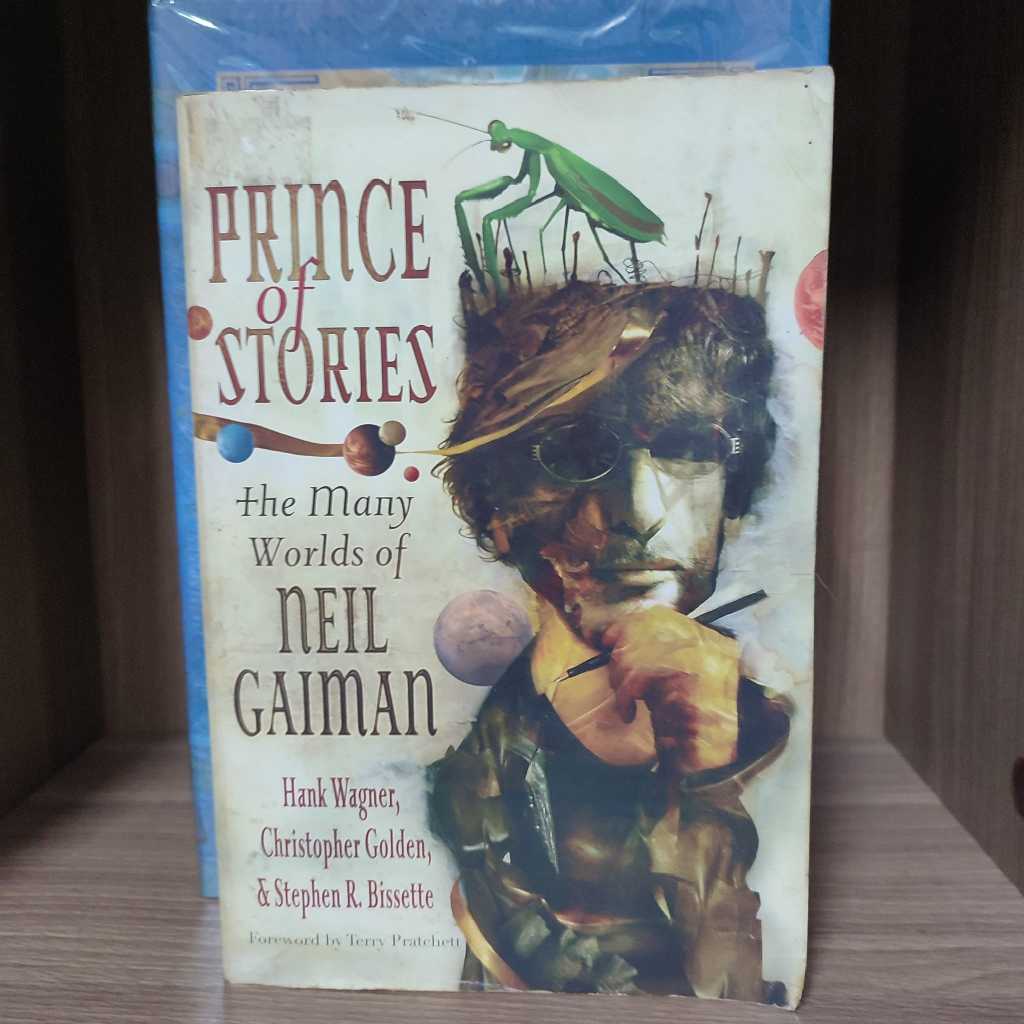 PRINCE
of
STORIES
the Many
Worlds of
NEIL
GAIMAN
Hank Wagner,
Christopher Golden,
& Stephen R. Bissette
Foreword by Terry Pratchett